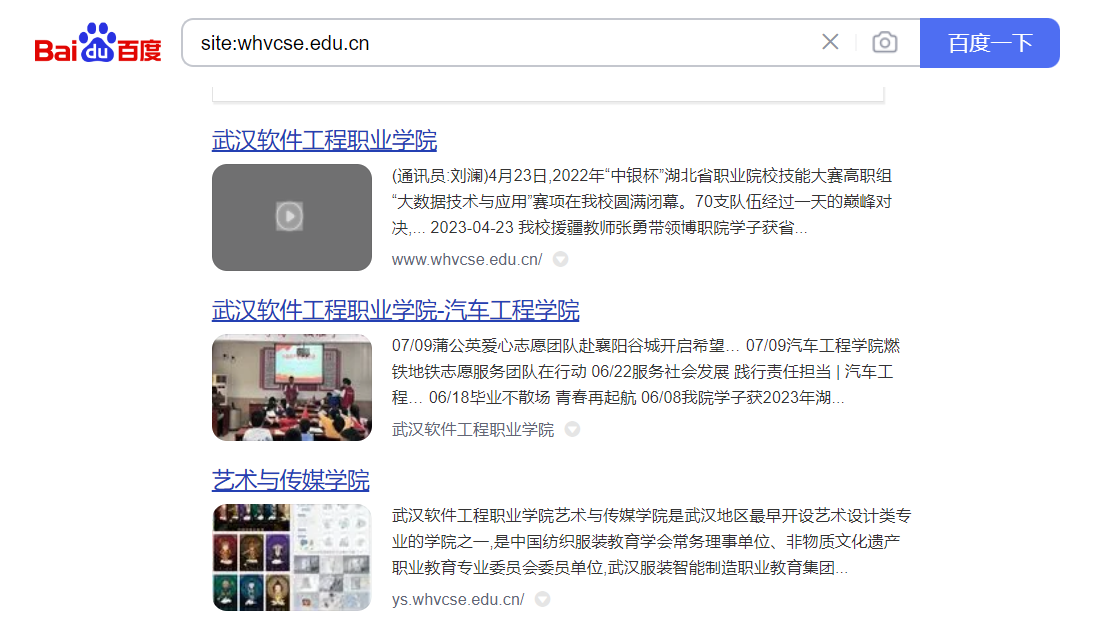 Bai du 百度
site:whvcse.edu.cn
百度一下
武汉软件工程职业学院
(通讯员:刘澜)4月23日,2022年“中银杯”湖北省职业院校技能大赛高职组
“大数据技术与应用”赛项在我校圆满闭幕。70支队伍经过一天的巅峰对
决,... 2023-04-23 我校援疆教师张勇带领博职院学子获省...
www.whvcse.edu.cn/
武汉软件工程职业学院-汽车工程学院
07/09蒲公英爱心志愿团队赴襄阳谷城开启希望... 07/09汽车工程学院燃
铁地铁志愿服务团队在行动 06/22服务社会发展 践行责任担当 | 汽车工
程... 06/18毕业不散场 青春再起航 06/08我院学子获2023年湖...
武汉软件工程职业学院
艺术与传媒学院
武汉软件工程职业学院艺术与传媒学院是武汉地区最早开设艺术设计类专
业的学院之一,是中国纺织服装教育学会常务理事单位、非物质文化遗产
职业教育专业委员会委员单位,武汉服装智能制造职业教育集团...
ys.whvcse.edu.cn/